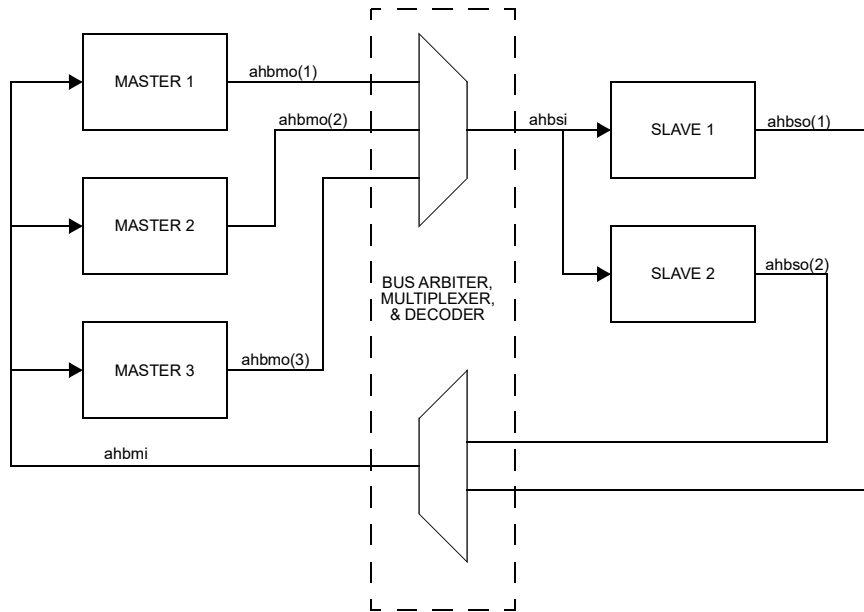 MASTER 1
ahbmo(1)
ahbmo(2)
ahbsi
SLAVE 1
ahbso(1)
MASTER 2
SLAVE 2
ahbso(2)
BUS ARBITER,
MULTIPLEXER,
& DECODER
MASTER 3
ahbmo(3)
ahbmi